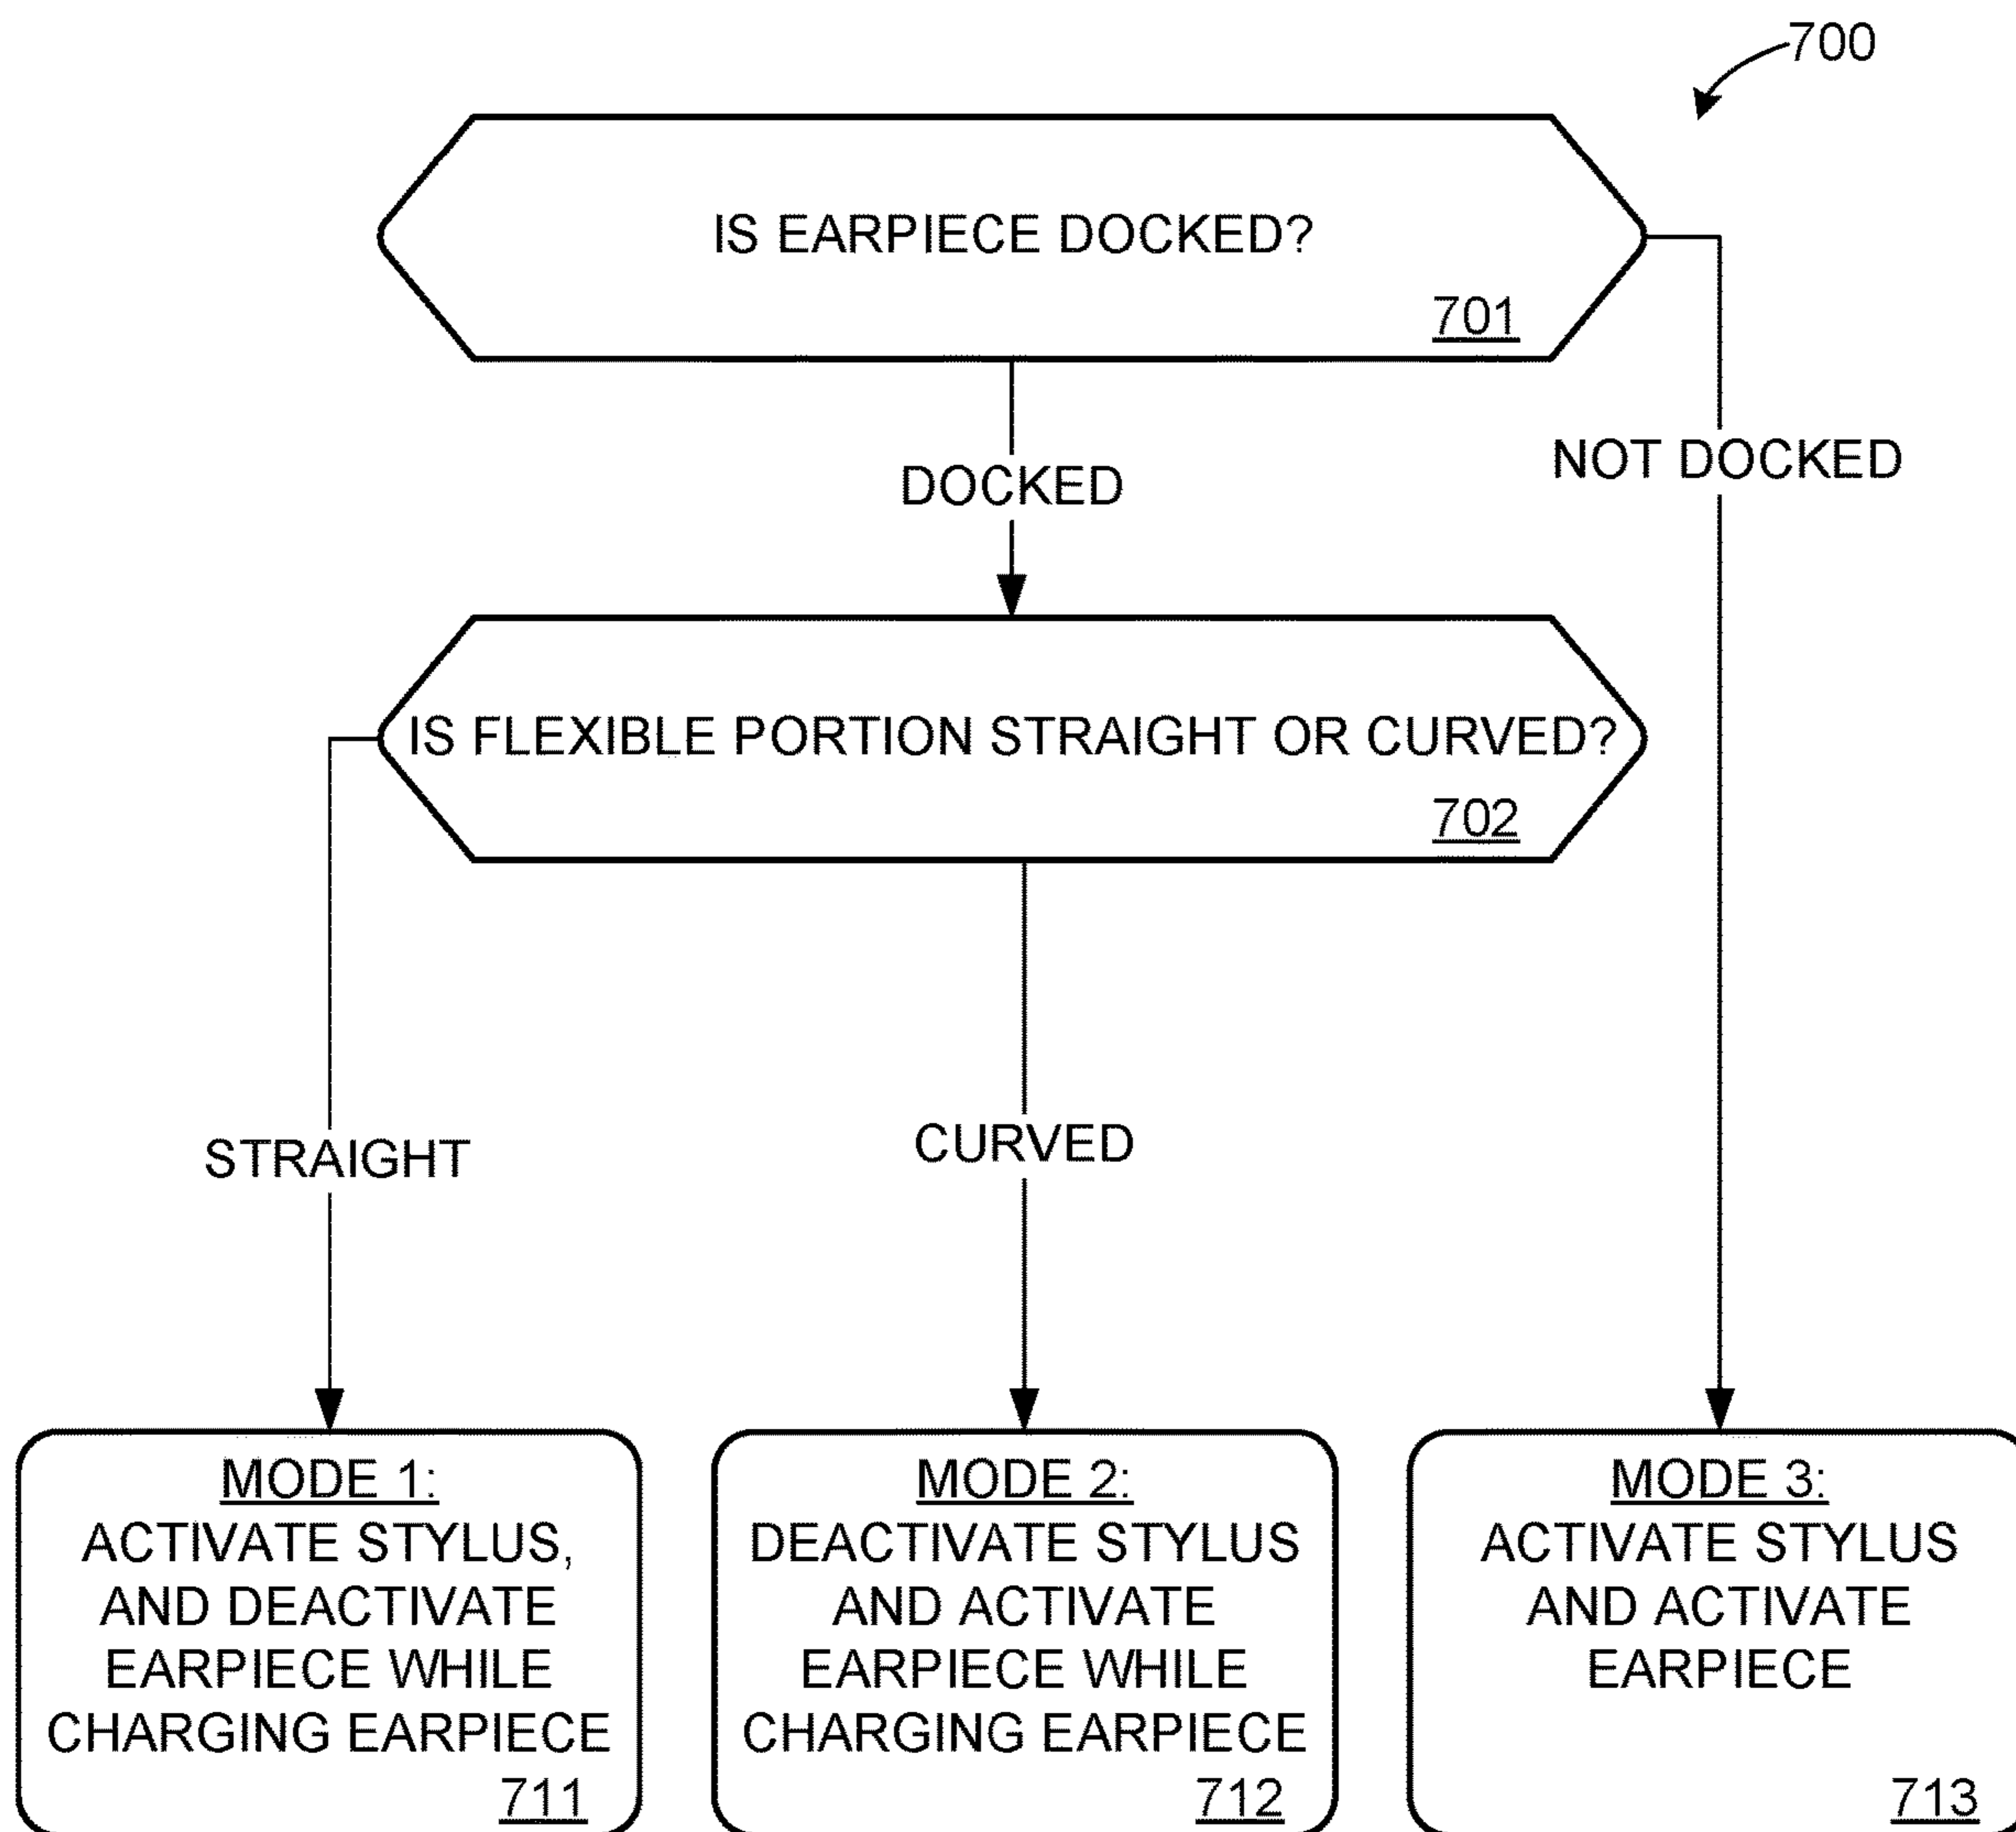 700
IS EARPIECE DOCKED?
701
DOCKED
NOT DOCKED
IS FLEXIBLE PORTION STRAIGHT OR CURVED?
702
STRAIGHT
CURVED
MODE 1:
ACTIVATE STYLUS,
AND DEACTIVATE
EARPIECE WHILE
CHARGING EARPIECE
711
MODE 2:
DEACTIVATE STYLUS
AND ACTIVATE
EARPIECE WHILE
CHARGING EARPIECE
712
MODE 3:
ACTIVATE STYLUS
AND ACTIVATE
EARPIECE
713